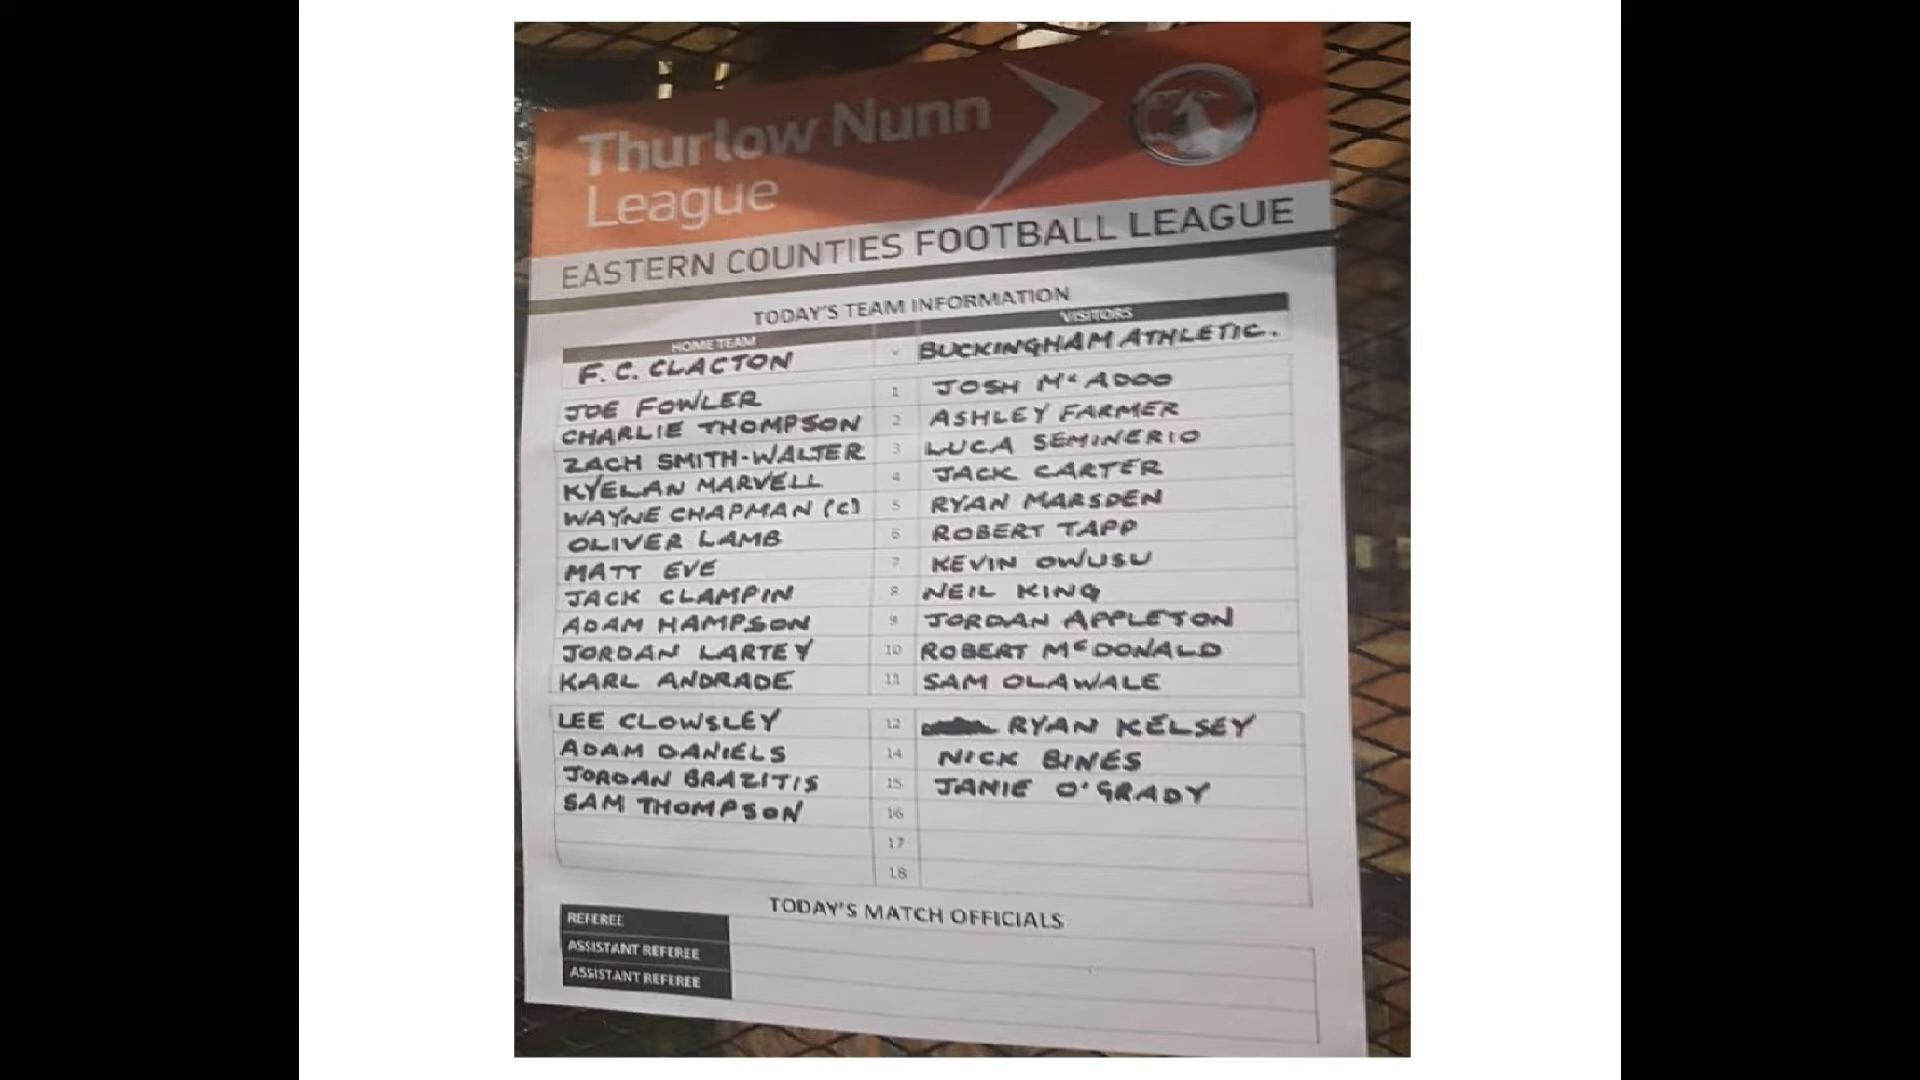 Thurlow Nunn
League
EASTERN COUNTIES FOOTBALL LEAGUE
TODAY'S TEAM INFORMATION
HOME TEAM VISITORS
F.C. CLACTON v BUCKINGHAM ATHLETIC.
JOE FOWLER 1 JOSH McADOO
CHARLIE THOMPSON 2 ASHLEY FARMER
ZACH SMITH-WALTER 3 LUCA SEMINERIO
KYELAN MARVELL 4 JACK CARTER
WAYNE CHAPMAN (C) 5 RYAN MARSDEN
OLIVER LAMB 6 ROBERT TAPP
MATT EVE 7 KEVIN OWUSU
JACK CLAMPIN 8 NEIL KING
ADAM HAMPSON 9 JORDAN APPLETON
JORDAN LARTEY 10 ROBERT McDONALD
KARL ANDRADE 11 SAM OLAWALE
LEE CLOWSLEY 12 RYAN KELSEY
ADAM DANIELS 14 NICK BINES
JORDAN BRAZITIS 15 JANIE O'GRADY
SAM THOMPSON 16
17
18
TODAY'S MATCH OFFICIALS
REFEREE
ASSISTANT REFEREE
ASSISTANT REFEREE